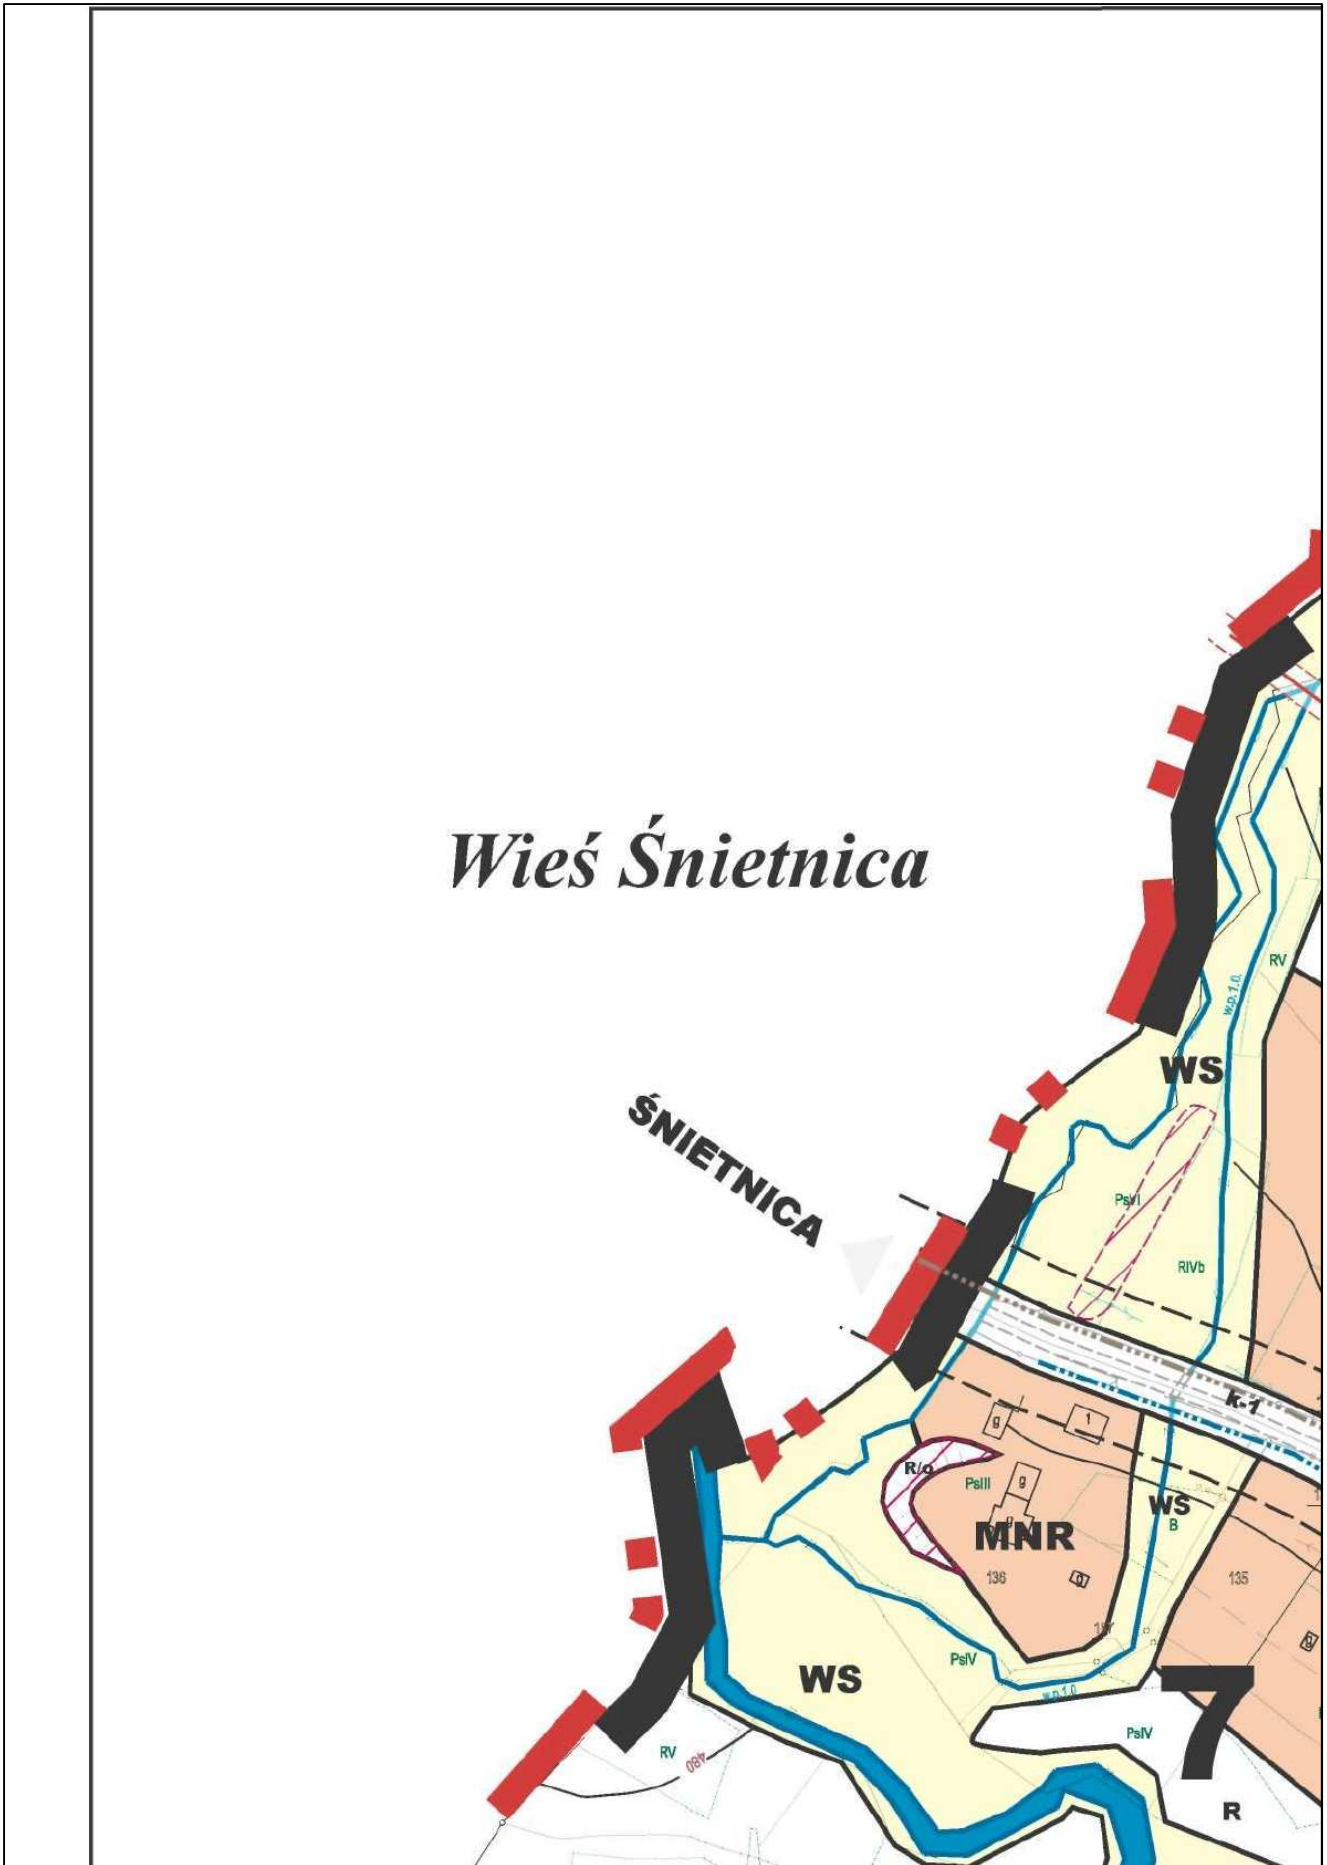 Wieś Śnietnica
RV
w.p.1.0.
WS
ŚNIETNICA
PsVI
RIVb
k-1
g
1
R/o
PsIII
g
g
WS
B
MNR
136
135
g
PsIV
WS
w.p.1.0
7
PsIV
RV
480
R